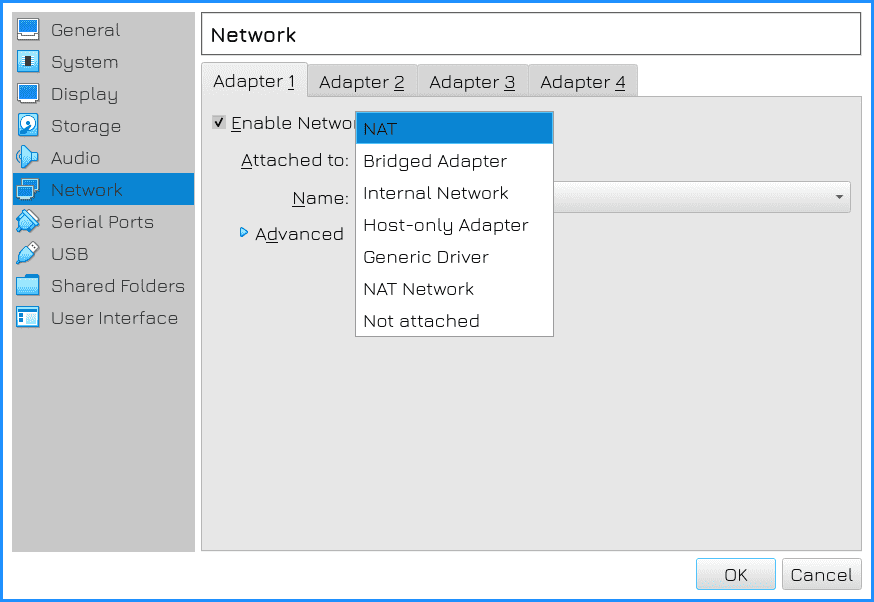 General
System
Display
Storage
Audio
Network
Serial Ports
USB
Shared Folders
User Interface
Network
Adapter 1 Adapter 2 Adapter 3 Adapter 4
Enable
Attached to:
Name:
Advanced
NAT
Bridged Adapter
Internal Network
Host-only Adapter
Generic Driver
NAT Network
Not attached
OK Cancel